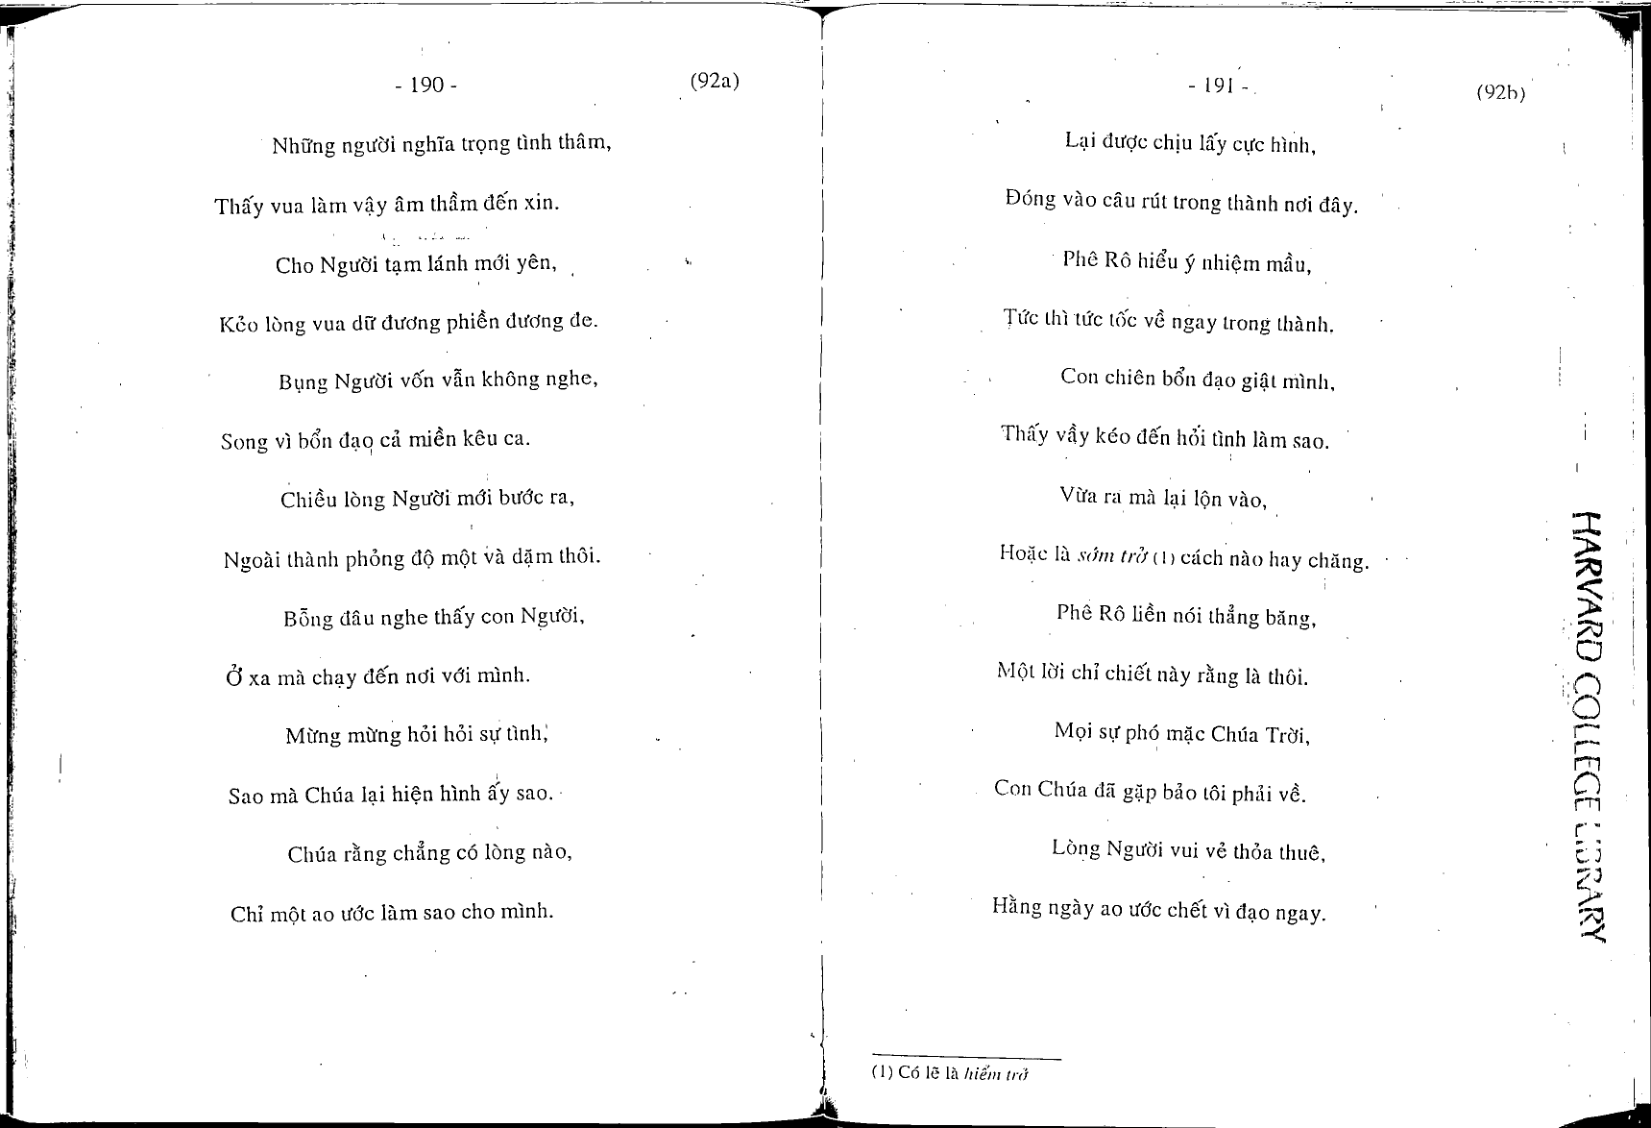 - 190 -
(92a)
Những người nghĩa trọng tình thâm,
Thấy vua làm vậy âm thầm đến xin.
Cho Người tạm lánh mới yên,
Kẻo lòng vua dữ đương phiền đương đe.
Bụng Người vốn vẫn không nghe,
Song vì bổn đạo cả miền kêu ca.
Chiều lòng Người mới bước ra,
Ngoài thành phỏng độ một và dặm thôi.
Bỗng đâu nghe thấy con Người,
Ở xa mà chạy đến nơi với mình.
Mừng mừng hỏi hỏi sự tình,
Sao mà Chúa lại hiện hình ấy sao.
Chúa rằng chẳng có lòng nào,
Chỉ một ao ước làm sao cho mình.
- 191 -
(92b)
Lại được chịu lấy cực hình,
Đóng vào câu rút trong thành nơi đây.
Phê Rô hiểu ý nhiệm mầu,
Tức thì tức tốc về ngay trong thành.
Con chiên bổn đạo giật mình,
Thấy vầy kéo đến hỏi tình làm sao.
Vừa ra mà lại lộn vào,
Hoặc là sớm trở (1) cách nào hay chăng.
Phê Rô liền nói thẳng băng,
Một lời chỉ chiết này rằng là thôi.
Mọi sự phó mặc Chúa Trời,
Con Chúa đã gặp bảo tôi phải về.
Lòng Người vui vẻ thỏa thuê,
Hằng ngày ao ước chết vì đạo ngay.
(1) Có lẽ là hiểm trở
HARVARD COLLEGE LIBRARY